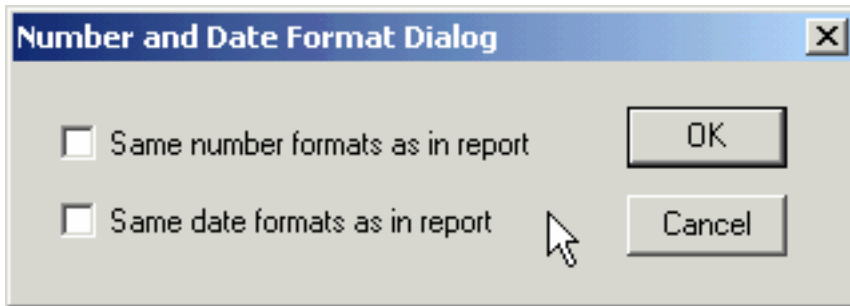 Number and Date Format Dialog
Same number formats as in report
OK
Same date formats as in report
Cancel